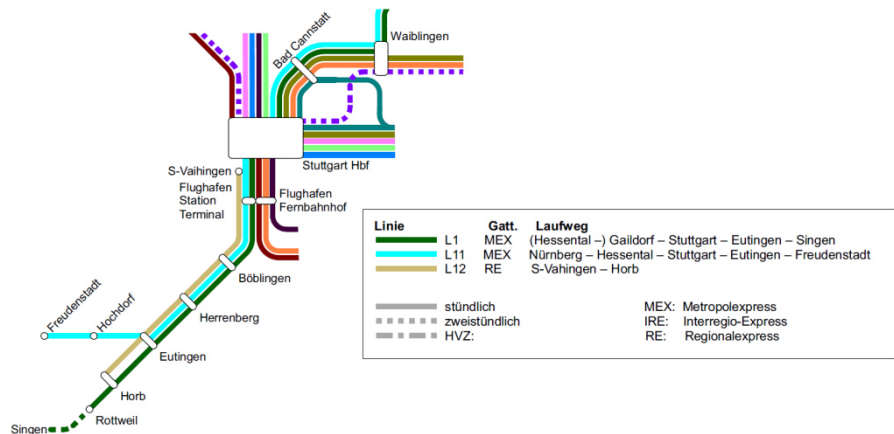 Bad Cannstatt
Waiblingen
Stuttgart Hbf
S-Vaihingen
Flughafen
Station
Terminal
Flughafen
Fernbahnhof
Böblingen
Herrenberg
Freudenstadt
Hochdorf
Eutingen
Horb
Rottweil
Singen
Linie Gatt. Laufweg
L1 MEX (Hessental –) Gaildorf – Stuttgart – Eutingen – Singen
L11 MEX Nürnberg – Hessental – Stuttgart – Eutingen – Freudenstadt
L12 RE S-Vahingen – Horb
stündlich MEX: Metropolexpress
zweistündlich IRE: Interregio-Express
HVZ: RE: Regionalexpress